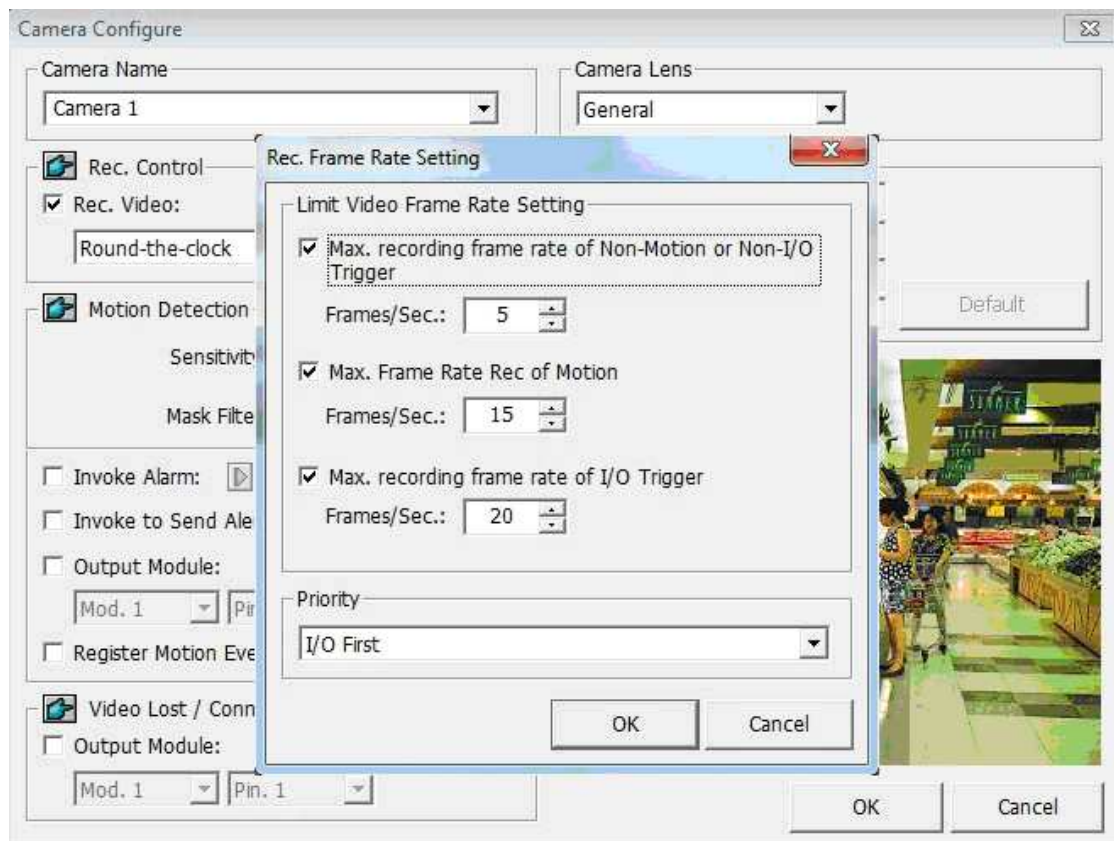 Camera Configure
Camera Name
Camera 1
Camera Lens
General
Rec. Control
Rec. Video:
Round-the-clock
Motion Detection
Sensitivity
Mask Filte
Invoke Alarm:
Invoke to Send Ale
Output Module:
Mod. 1
Pin
Register Motion Eve
Video Lost / Conn
Output Module:
Mod. 1
Pin. 1
Rec. Frame Rate Setting
Limit Video Frame Rate Setting
Max. recording frame rate of Non-Motion or Non-I/O
Trigger
Frames/Sec.: 5
Max. Frame Rate Rec of Motion
Frames/Sec.: 15
Max. recording frame rate of I/O Trigger
Frames/Sec.: 20
Priority
I/O First
OK
Cancel
Default
OK
Cancel